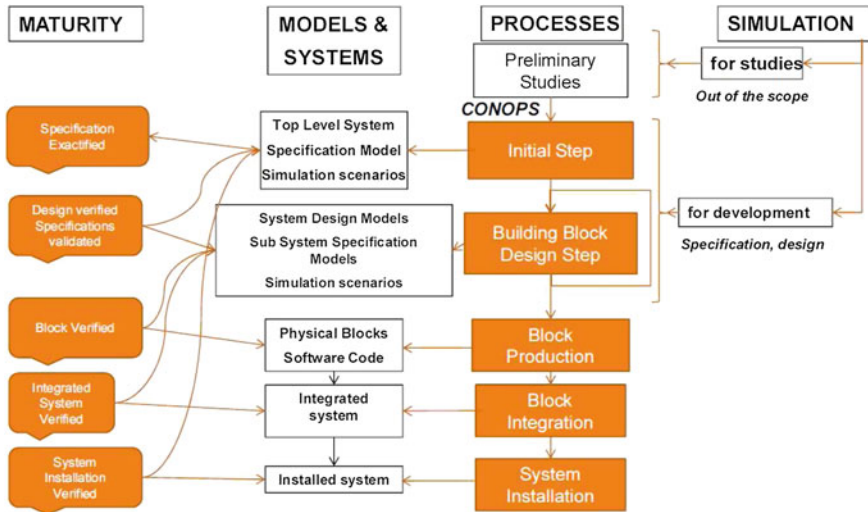 MATURITY
MODELS &
SYSTEMS
PROCESSES
SIMULATION
Preliminary
Studies
for studies
Out of the scope
CONOPS
Specification
Exactified
Top Level System
Specification Model
Simulation scenarios
Initial Step
Design verified
Specifications
validated
System Design Models
Sub System Specification
Models
Simulation scenarios
Building Block
Design Step
for development
Specification, design
Block Verified
Physical Blocks
Software Code
Block
Production
Integrated
System
Verified
Integrated
system
Block
Integration
System
Installation
Verified
Installed system
System
Installation